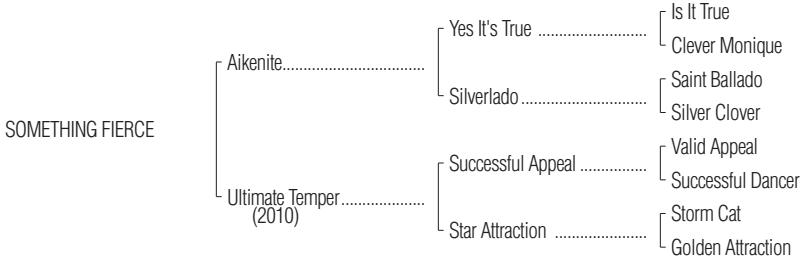 Is It True
Yes It's True ........................
Clever Monique
Aikenite................................
Saint Ballado
Silverlado............................
Silver Clover
SOMETHING FIERCE
Valid Appeal
Successful Appeal ...............
Successful Dancer
Ultimate Temper...................
(2010)
Storm Cat
Star Attraction .....................
Golden Attraction